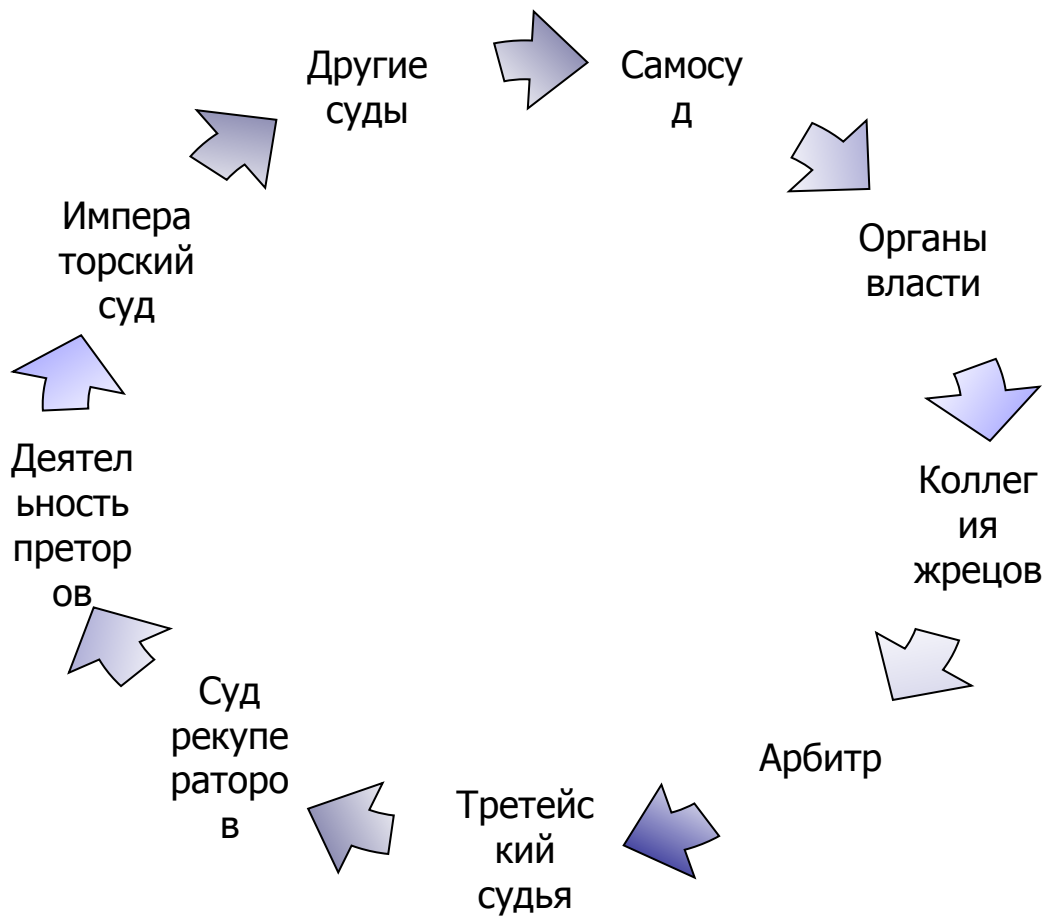 Другие
суды
Самосу
д
Органы
власти
Коллег
ия
жрецов
Арбитр
Третейс
кий
судья
Суд
рекупе
раторо
в
Деятел
ьность
претор
ов
Импера
торский
суд